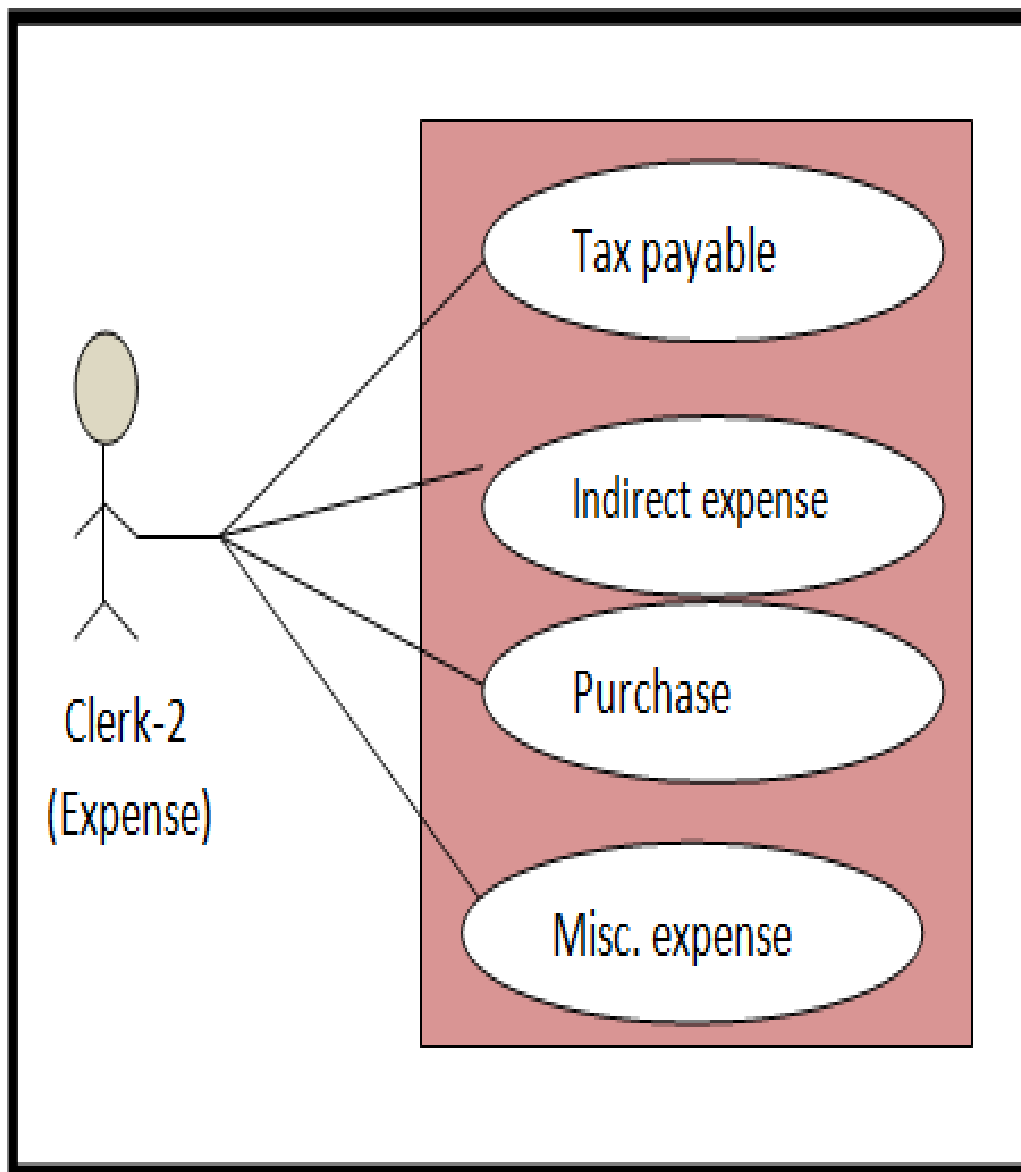 Tax payable
Indirect expense
Purchase
Clerk-2
(Expense)
Misc. expense